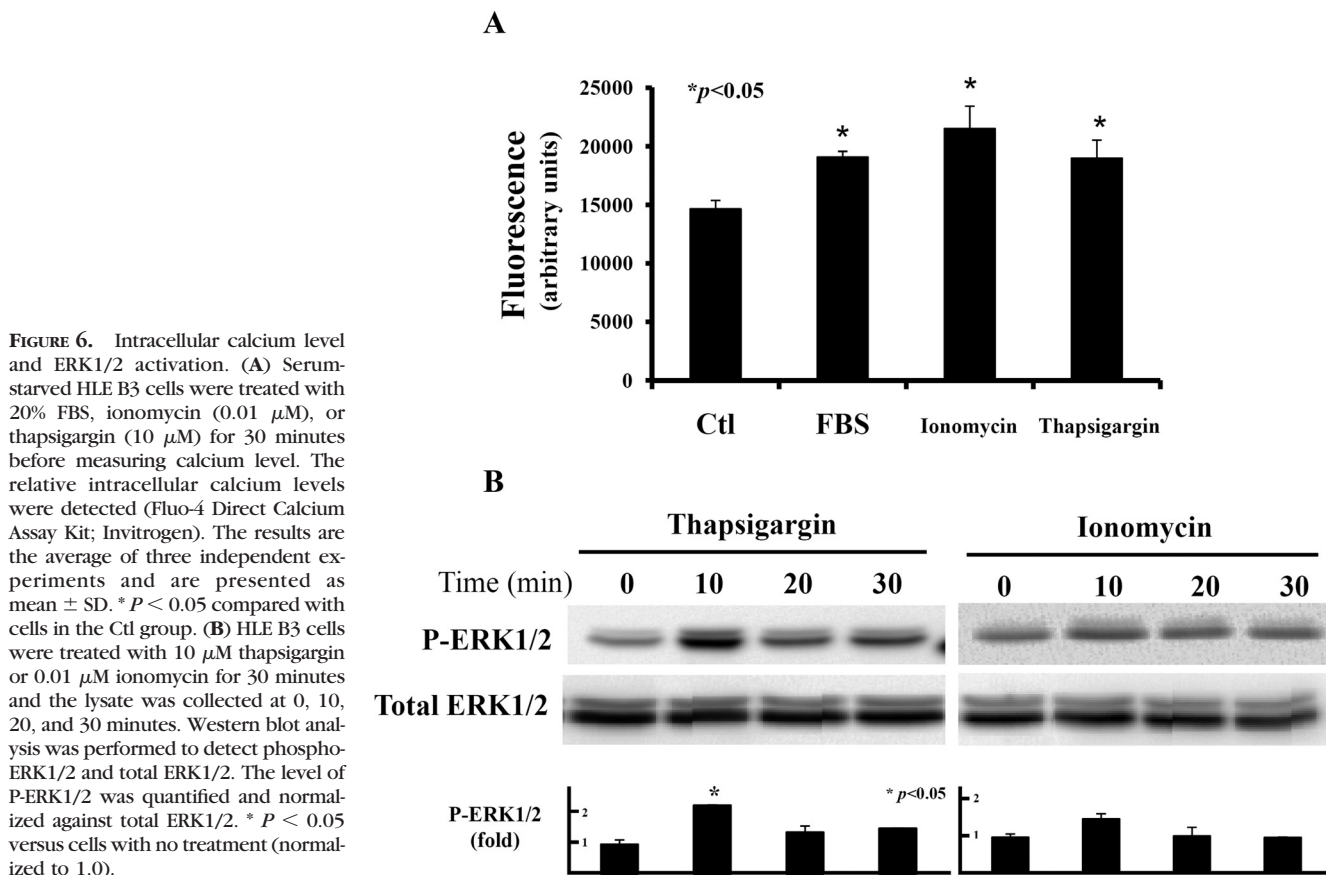 FIGURE 6. Intracellular calcium level
and ERK1/2 activation. (A) Serum-
starved HLE B3 cells were treated with
20% FBS, ionomycin (0.01 μM), or
thapsigargin (10 μM) for 30 minutes
before measuring calcium level. The
relative intracellular calcium levels
were detected (Fluo-4 Direct Calcium
Assay Kit; Invitrogen). The results are
the average of three independent ex-
periments and are presented as
mean ± SD. * P < 0.05 compared with
cells in the Ctl group. (B) HLE B3 cells
were treated with 10 μM thapsigargin
or 0.01 μM ionomycin for 30 minutes
and the lysate was collected at 0, 10,
20, and 30 minutes. Western blot anal-
ysis was performed to detect phospho-
ERK1/2 and total ERK1/2. The level of
P-ERK1/2 was quantified and normal-
ized against total ERK1/2. * P < 0.05
versus cells with no treatment (normal-
ized to 1.0).
A
Fluorescence
(arbitrary units)
25000
20000
15000
10000
5000
0
*p<0.05
* * *
Ctl FBS Ionomycin Thapsigargin
B
Thapsigargin Ionomycin
Time (min) 0 10 20 30 0 10 20 30
P-ERK1/2
Total ERK1/2
P-ERK1/2
(fold)
2
1
*
* p<0.05
2
1